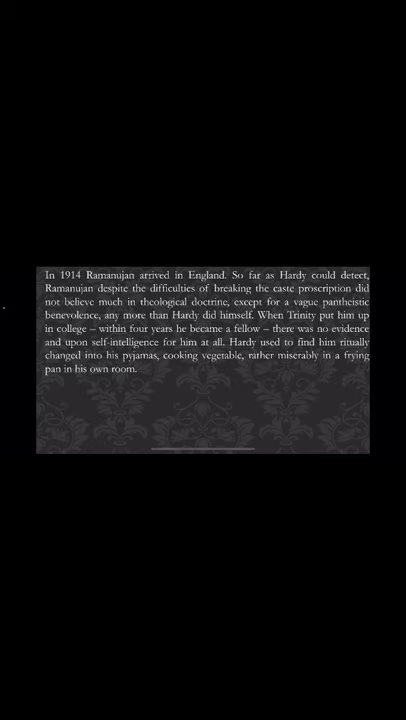 In 1914 Ramanujan arrived in England. So far as Hardy could detect,
Ramanujan despite the difficulties of breaking the caste proscription did
not believe much in theological doctrine, except for a vague pantheistic
benevolence, any more than Hardy did himself. When Trinity put him up
in college – within four years he became a fellow – there was no evidence
and upon self-intelligence for him at all. Hardy used to find him ritually
changed into his pyjamas, cooking vegetable, rather miserably in a frying
pan in his own room.